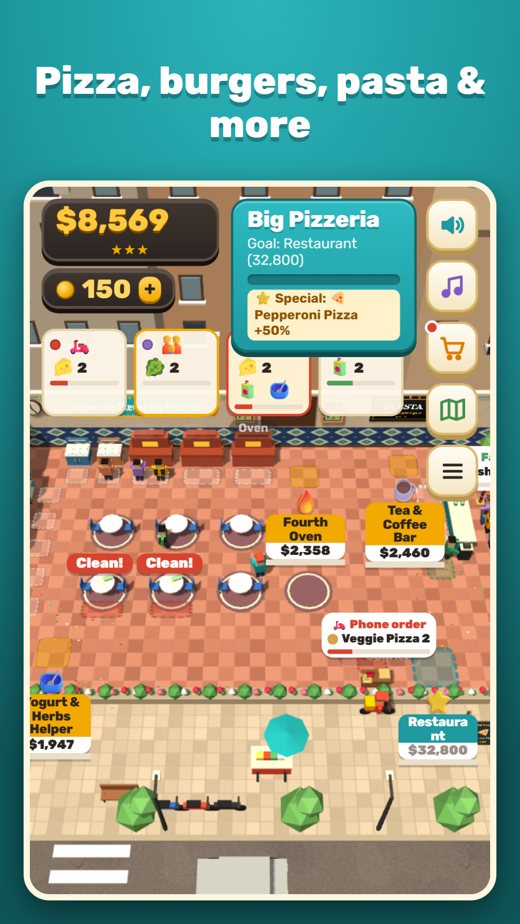 Pizza, burgers, pasta &
more
$8,569
150 +
Big Pizzeria
Goal: Restaurant
(32,800)
Special:
Pepperoni Pizza
+50%
2
2
2
2
Oven
Fourth
Oven
$2,358
Tea &
Coffee
Bar
$2,460
Clean!
Clean!
Phone order
Veggie Pizza 2
Yogurt &
Herbs
Helper
$1,947
Restaura
nt
$32,800